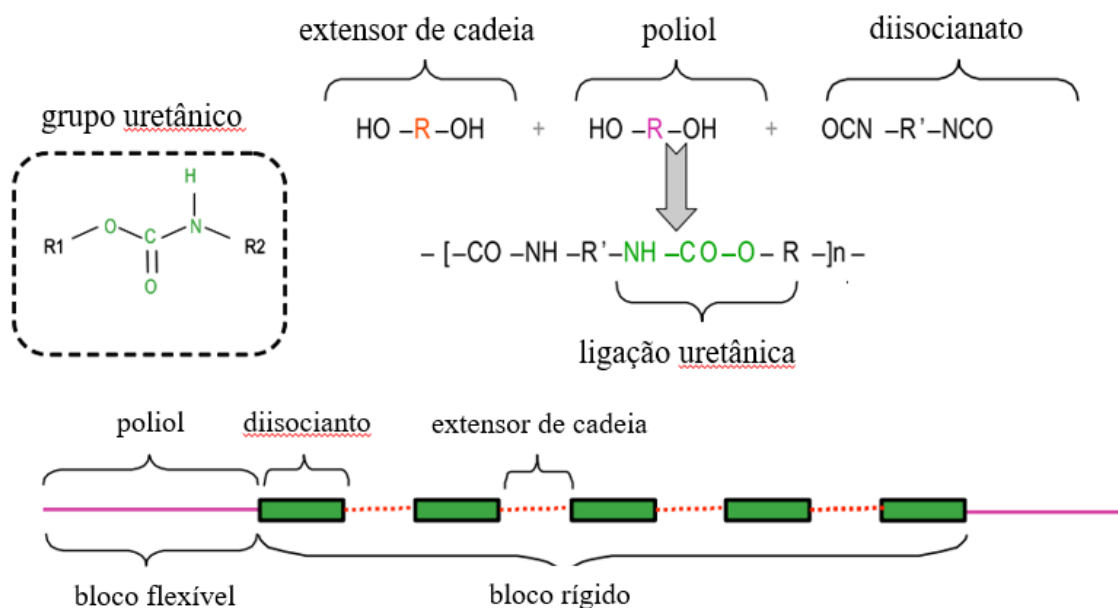 extensor de cadeia
poliol
diisocianato
HO –R–OH + HO –R–OH + OCN –R’–NCO
grupo uretânico
H
R1 O C N R2
O
– [–CO –NH –R’–NH –CO–O– R –]n –
ligação uretânica
poliol
diisocianto
extensor de cadeia
bloco flexível
bloco rígido